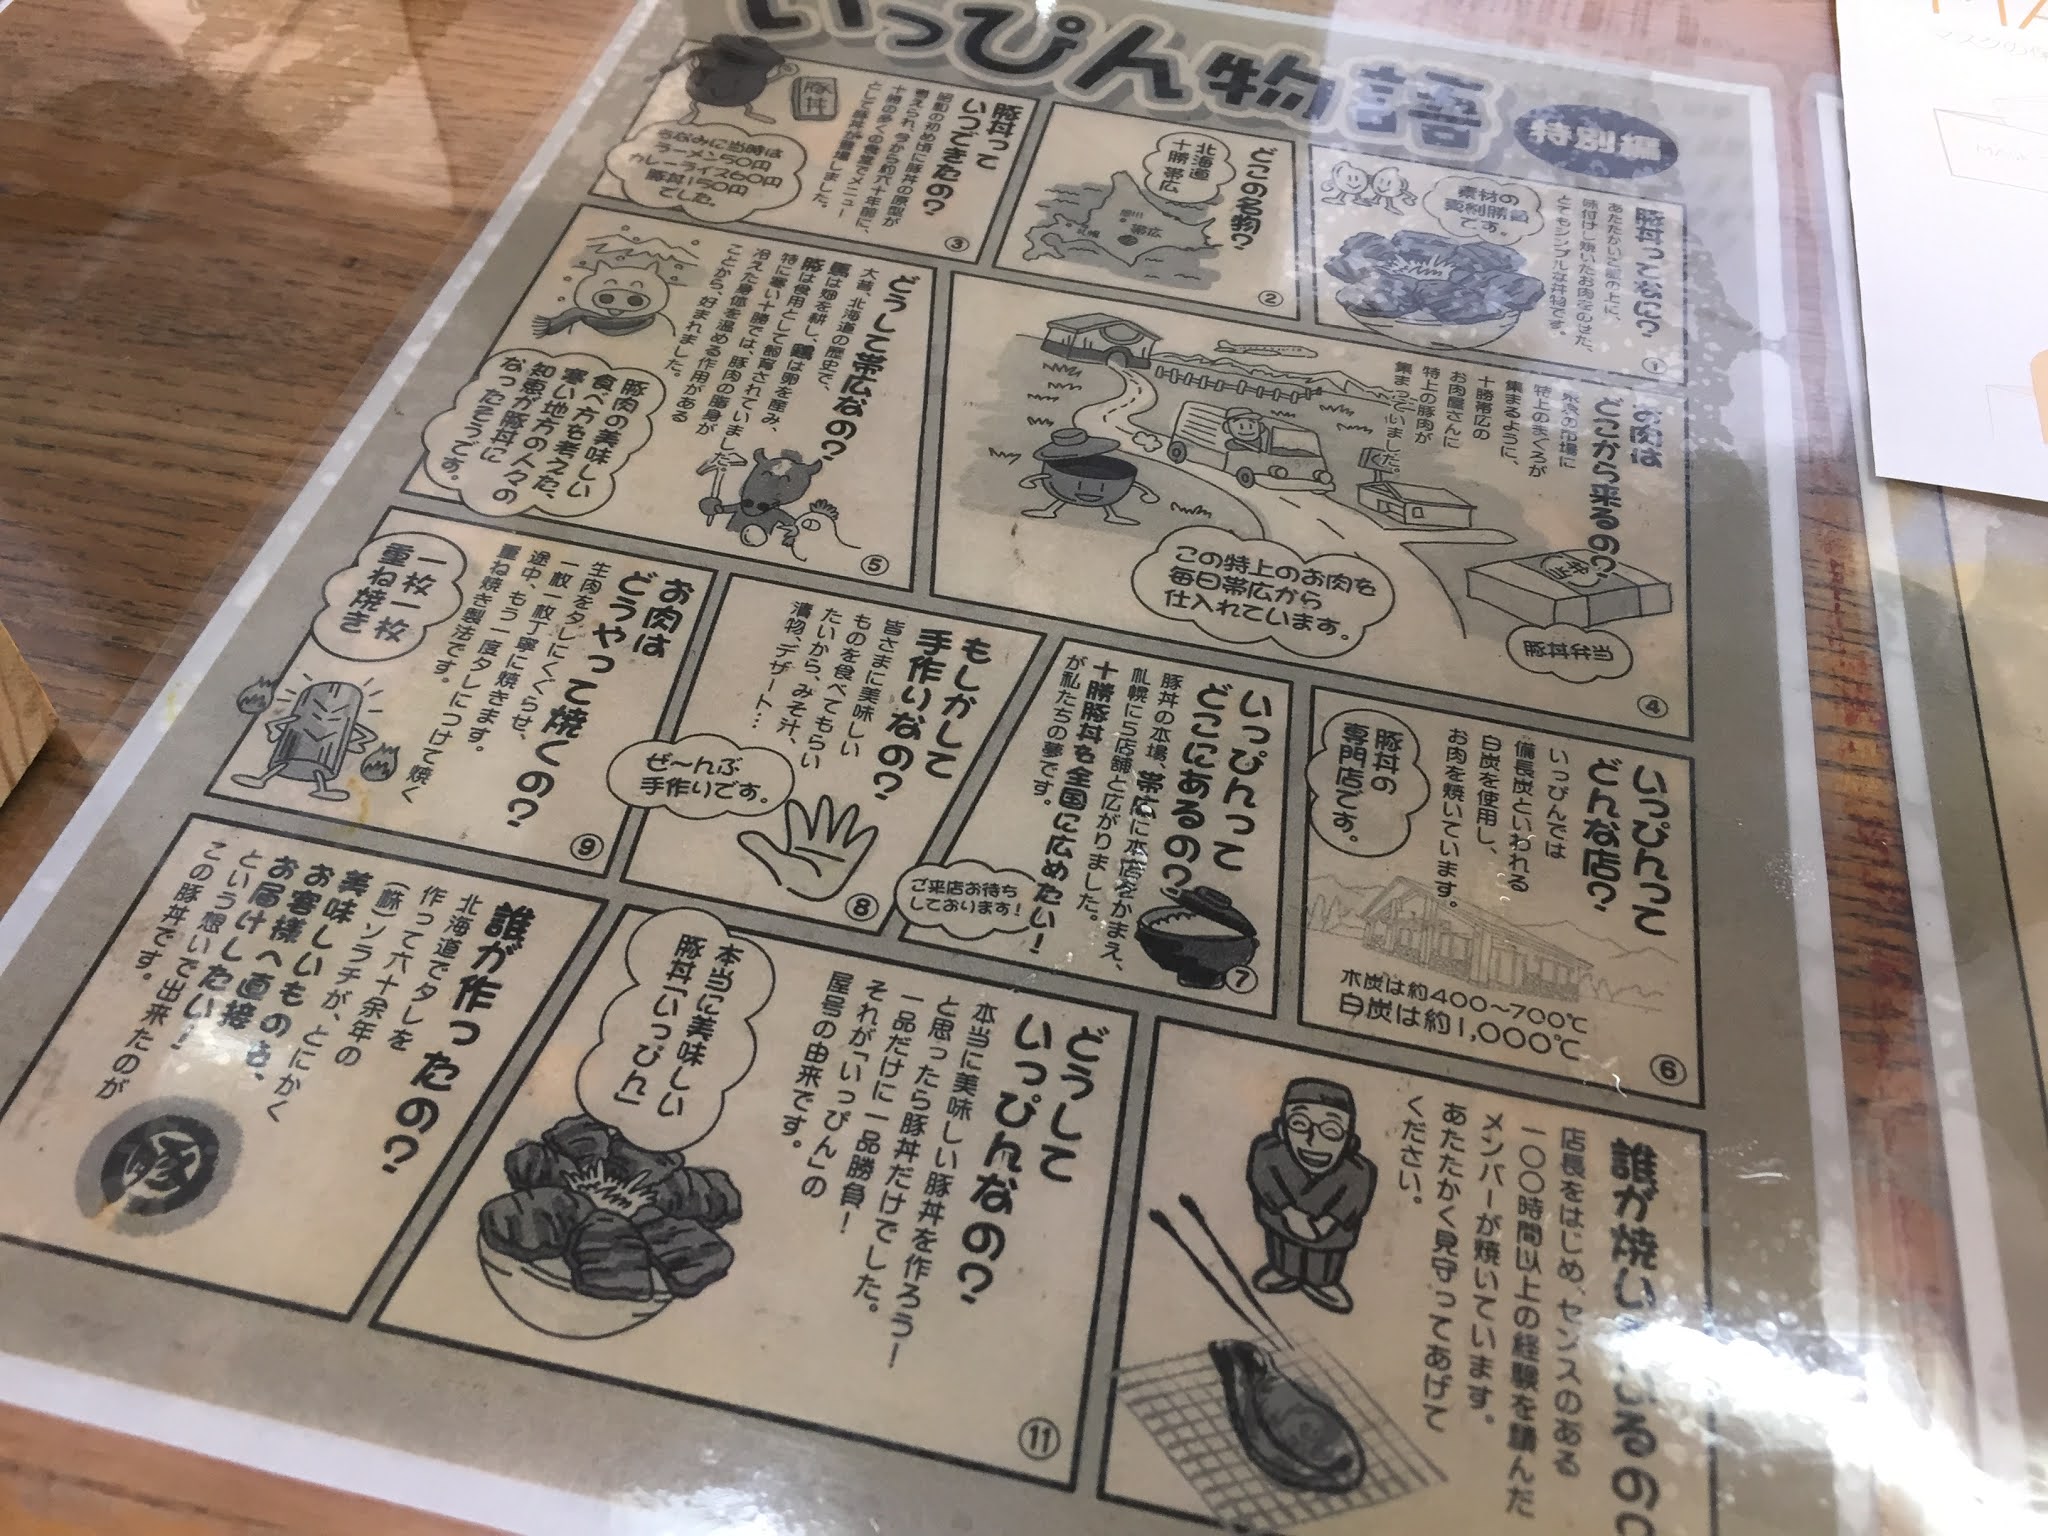 いっぴん物語
特別編
豚丼ってなに?
あたたかいご飯の上に、
味付けし焼いたお肉をのせた、
とてもシンプルな丼物です。
素材の
真剣勝負
です。
①
どこの名物?
北海道
十勝 帯広
旭川
札幌
帯広
②
豚丼って
いつできたの?
昭和の初め頃に豚丼の原型が
考えられ、今から約六十年前に、
十勝の多くの食堂でメニュー
として豚丼が登場しました。
豚丼
ちなみに当時は
ラーメン50円
カレーライス60円
豚丼150円
でした。
③
お肉は
どこから来るの?
東京の市場に
特上のまぐろが
集まるように、
十勝帯広の
お肉屋さんに
特上の豚肉が
集まっていました。
この特上のお肉を
毎日帯広から
仕入れています。
弁当
豚丼弁当
④
どうして帯広なの?
大昔、北海道の歴史で、
馬は畑を耕し、鶏は卵を産み、
豚は食用として飼育されていました。
特に寒い十勝では、豚肉の脂身が
冷えた身体を温める作用がある
ことから、好まれました。
豚肉の美味しい
食べ方を考えた、
寒い地方の人々の
知恵が豚丼に
なったそうです。
⑤
いっぴんって
どんな店?
いっぴんでは
備長炭といわれる
白炭を使用し、
お肉を焼いています。
豚丼の
専門店です。
木炭は約400〜700℃
白炭は約1,000℃
⑥
いっぴんって
どこにあるの?
豚丼の本場、帯広に本店をかまえ、
札幌に5店舗と広がりました。
十勝豚丼を全国に広めたい!
が私たちの夢です。
ご来店お待ち
しております!
⑦
もしかして
手作りなの?
皆さまに美味しい
ものを食べてもらい
たいから、みそ汁、
漬物、デザート…
ぜ〜んぶ
手作りです。
⑧
お肉は
どうやって焼くの?
生肉をタレにくぐらせ、
一枚一枚丁寧に焼きます。
途中、もう一度タレにつけて焼く
重ね焼き製法です。
一枚一枚
重ね焼き
⑨
誰が焼い
るの?
店長をはじめ、センスのある
一〇〇時間以上の経験を積んだ
メンバーが焼いています。
あたたかく見守ってあげて
ください。
どうして
いっぴんなの?
本当に美味しい豚丼を作ろう!
と思ったら豚丼だけでした。
一品だけに一品勝負!
それが「いっぴん」の
屋号の由来です。
本当に美味しい
豚丼「いっぴん」
⑪
誰が作ったの?
北海道でタレを
作って六十余年の
(株)ソラチが、とにかく
美味しいものを、
お客様へ直接
お届けしたい!
という想いで出来たのが
この豚丼です。
豚